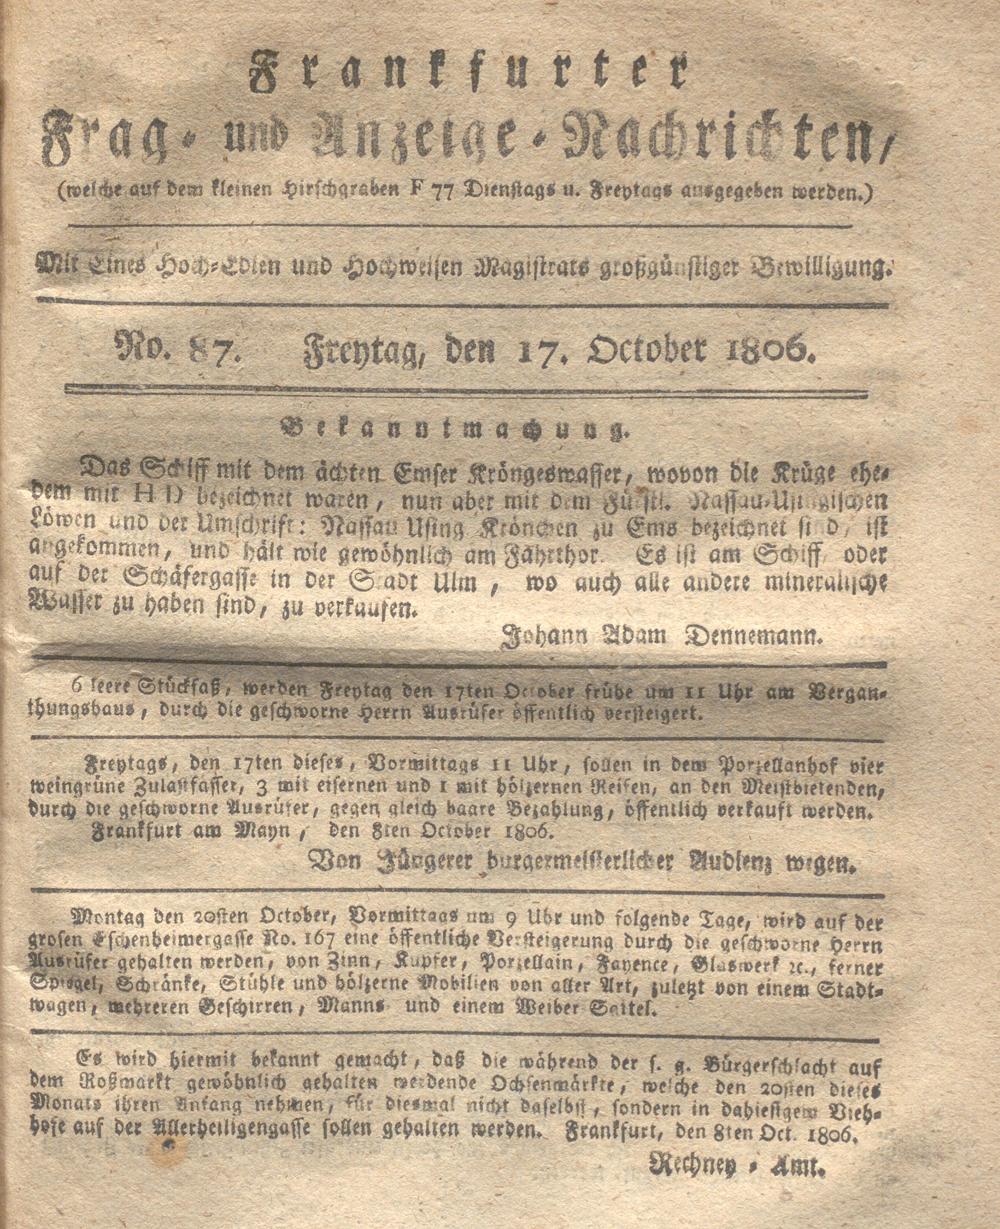 Frankfurter
Frag- und Anzeige-Nachrichten,
(welche auf dem kleinen Hirschgraben F 77 Dienstags u. Freytags ausgegeben werden.)
Mit Eines Hoch-Edlen und Hochweisen Magistrats großgünstiger Bewilligung.
No. 87. Freytag, den 17. October 1806.
Bekanntmachung.
Das Schiff mit dem ächten Emser Kröngeswasser, wovon die Krüge ehe-
dem mit H D bezeichnet waren, nun aber mit dem Fürstl. Nassau-Usingischen
Löwen und der Umschrift: Nassau Using Krönchen zu Ems bezeichnet sind, ist
angekommen, und hält wie gewöhnlich am Fahrthor. Es ist am Schiff oder
auf der Schäfergasse in der Stadt Ulm, wo auch alle andere mineralische
Wasser zu haben sind, zu verkaufen.
Johann Adam Dennemann.
6 leere Stückfaß, werden Freytag den 17ten October frühe um 11 Uhr am Vergan-
thungshaus, durch die geschworne Herrn Ausrüfer öffentlich versteigert.
Freytags, den 17ten dieses, Vormittags 11 Uhr, sollen in dem Porzellanhof vier
weingrüne Zulastfässer, 3 mit eisernen und 1 mit hölzernen Reifen, an den Meistbietenden,
durch die geschworne Ausrüfer, gegen gleich baare Bezahlung, öffentlich verkauft werden.
Frankfurt am Mayn, den 8ten October 1806.
Von Jüngerer burgermeisterlicher Audienz wegen.
Montag den 20sten October, Vormittags um 9 Uhr und folgende Tage, wird auf der
grosen Eschenheimergasse No. 167 eine öffentliche Versteigerung durch die geschworne Herrn
Ausrüfer gehalten werden, von Zinn, Kupfer, Porzellain, Fayence, Glaswerk ꝛc., ferner
Spiegel, Schränke, Stühle und hölzerne Mobilien von aller Art, zuletzt von einem Stadt-
wagen, mehreren Geschirren, Manns- und einem Weiber Sattel.
Es wird hiermit bekannt gemacht, daß die während der s. g. Bürgerschlacht auf
dem Roßmarkt gewöhnlich gehalten werdende Ochsenmärkte, welche den 20sten dieses
Monats ihren Anfang nehmen, für diesmal nicht daselbst, sondern in dahiesigem Vieh-
hofe auf der Allerheiligengasse sollen gehalten werden. Frankfurt, den 8ten Oct. 1806.
Rechney-Amt.